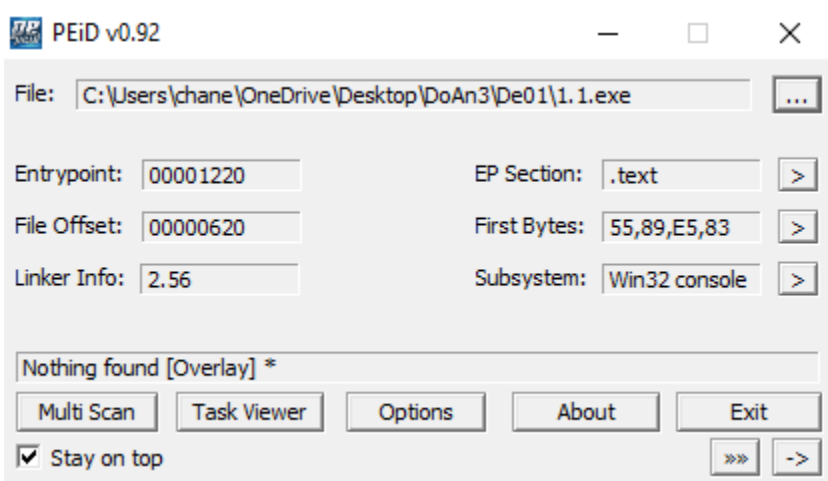 PEiD v0.92
File: C:\Users\chane\OneDrive\Desktop\DoAn3\De01\1.1.exe ...
Entrypoint: 00001220 EP Section: .text >
File Offset: 00000620 First Bytes: 55,89,E5,83 >
Linker Info: 2.56 Subsystem: Win32 console >
Nothing found [Overlay] *
Multi Scan Task Viewer Options About Exit
Stay on top »» ->